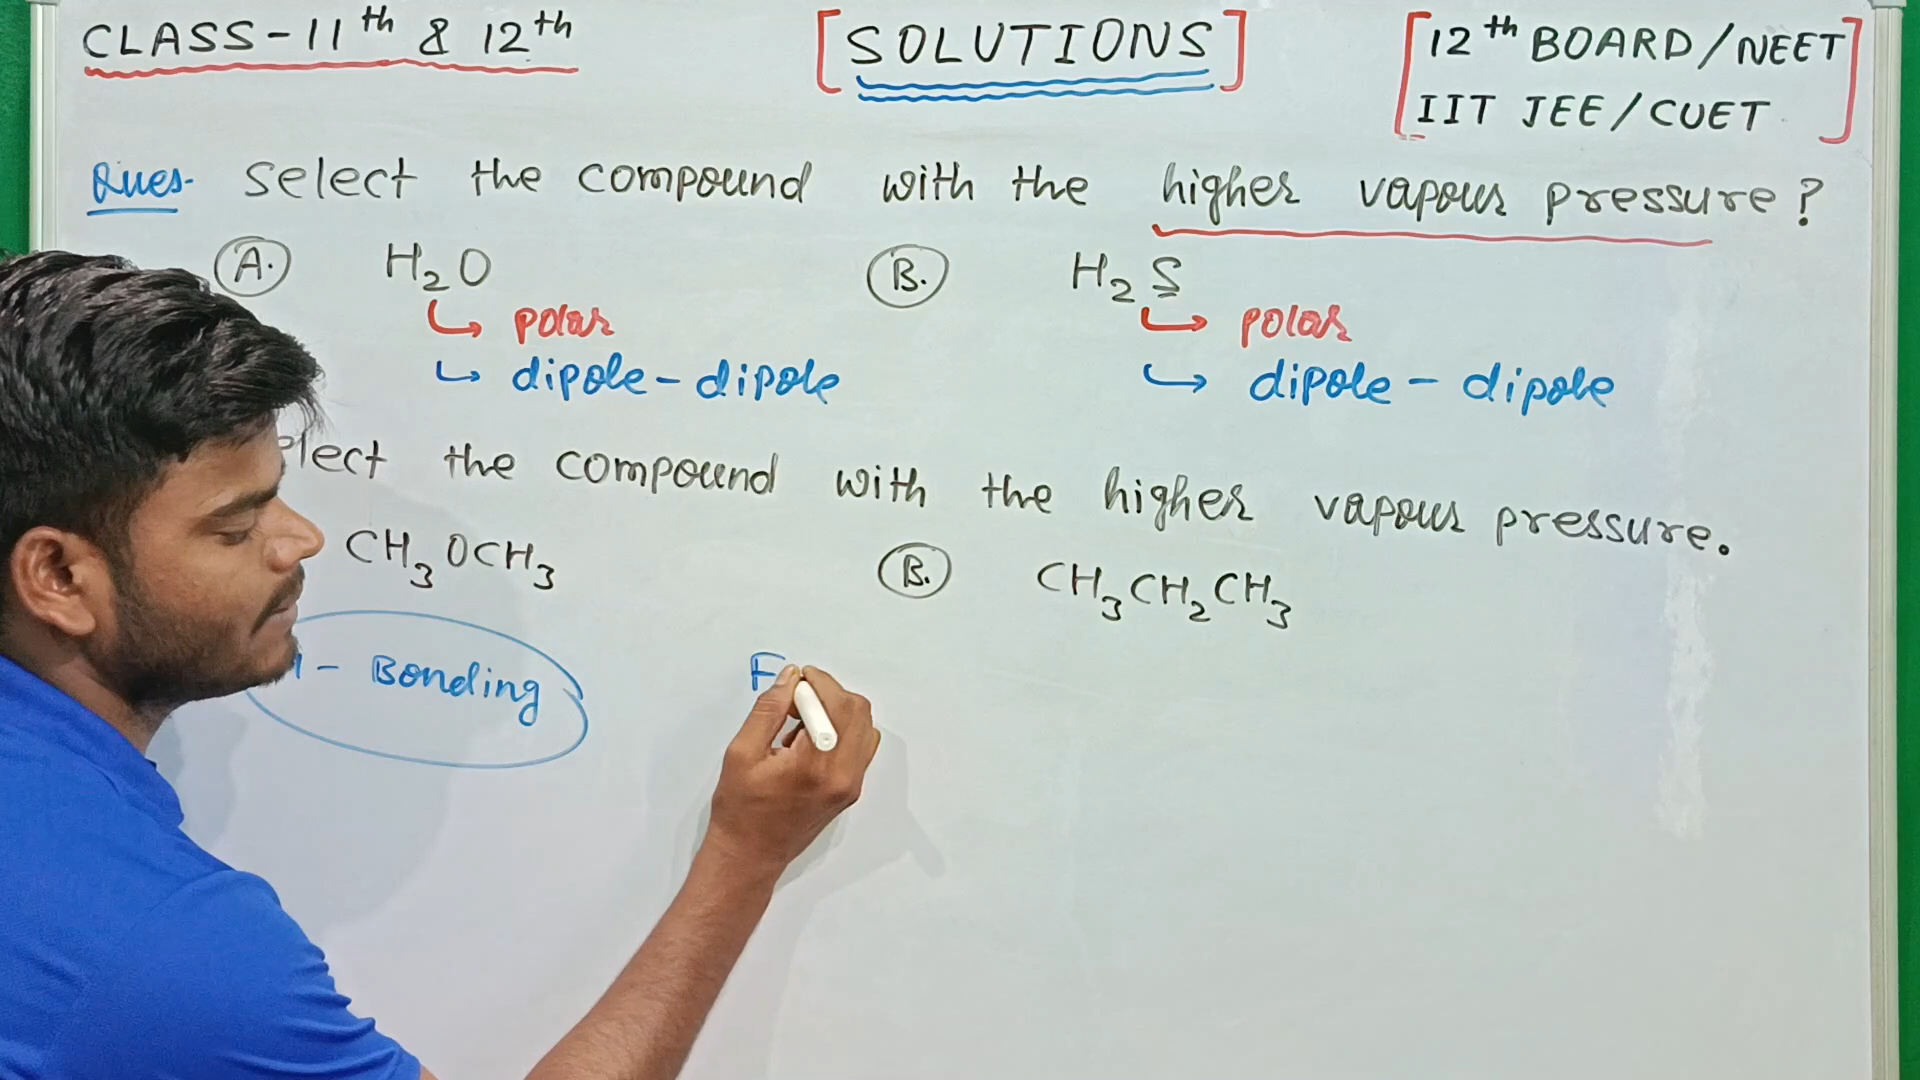 CLASS-11th & 12th
[SOLUTIONS]
[12th BOARD/NEET
IIT JEE/CUET]
Ques. Select the compound with the higher vapour pressure?
A. H2O
↳ polar
↳ dipole-dipole
B. H2S
↳ polar
↳ dipole-dipole
the compound with the higher vapour pressure.
CH3OCH3
B. CH3CH2CH3
- Bonding
F